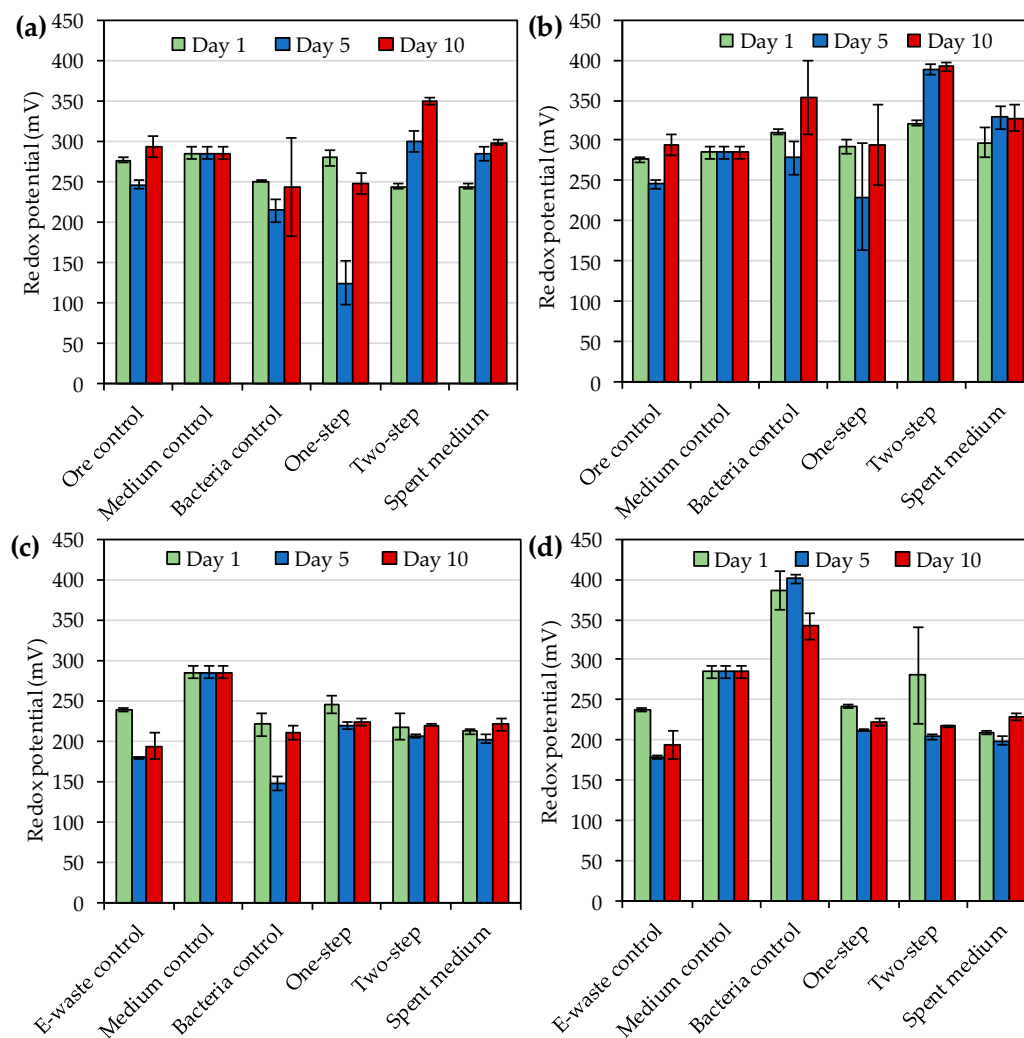 (a)
450
400
350
300
250
200
150
100
50
0
Redox potential (mV)
Day 1 Day 5 Day 10
Ore control
Medium control
Bacteria control
One-step
Two-step
Spent medium
(b)
450
400
350
300
250
200
150
100
50
0
Redox potential (mV)
Day 1 Day 5 Day 10
Ore control
Medium control
Bacteria control
One-step
Two-step
Spent medium
(c)
450
400
350
300
250
200
150
100
50
0
Redox potential (mV)
Day 1 Day 5 Day 10
E-waste control
Medium control
Bacteria control
One-step
Two-step
Spent medium
(d)
450
400
350
300
250
200
150
100
50
0
Redox potential (mV)
Day 1 Day 5 Day 10
E-waste control
Medium control
Bacteria control
One-step
Two-step
Spent medium